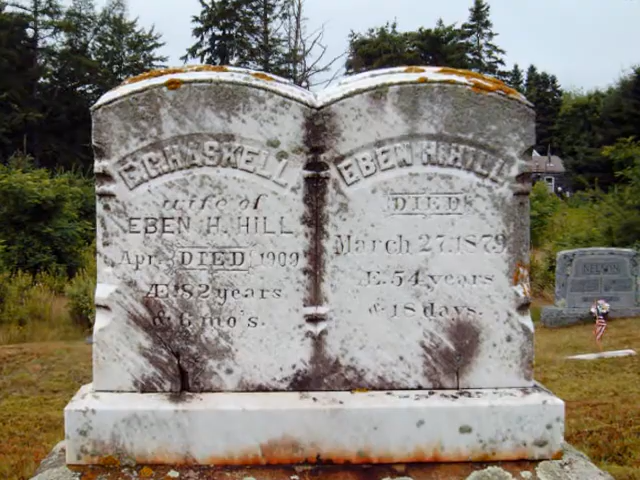 E.G. HASKELL
wife of
EBEN H. HILL
Apr. DIED 1909
Æ. 82 years
& 6 mo's.
EBEN H. HILL
DIED
March 27, 1879
Æ. 54 years
& 18 days.